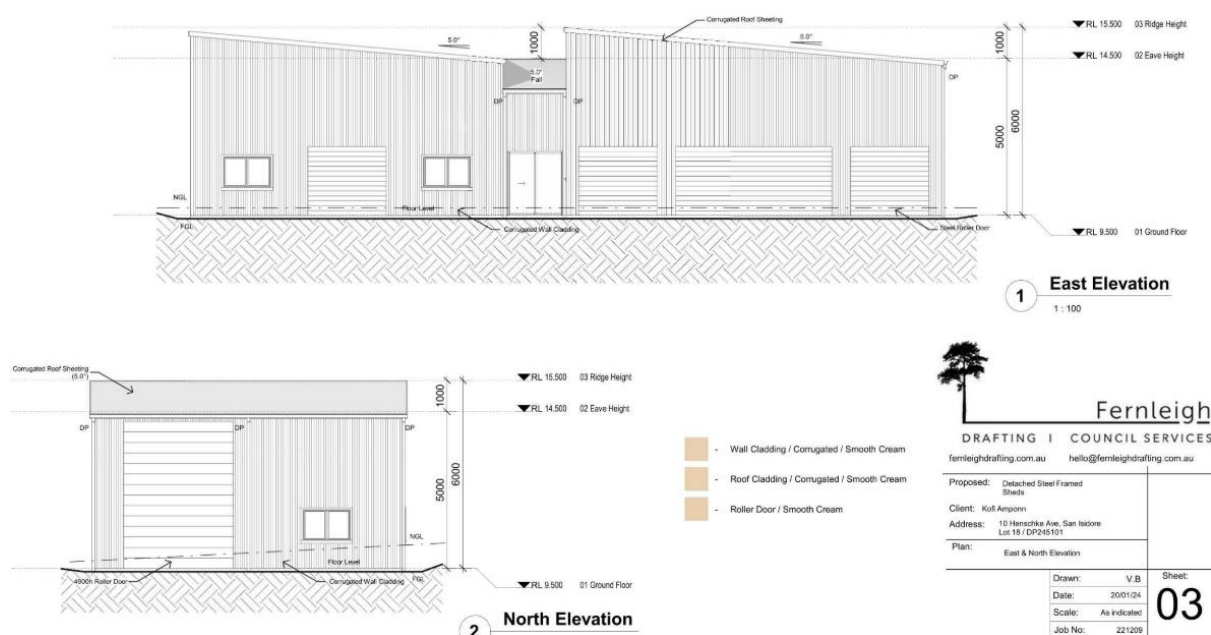 Corrugated Roof Sheeting
RL 15.500 03 Ridge Height
5.0°
1000
5.0°
1000
RL 14.500 02 Eave Height
5.0°
Fall
DP
DP
DP
5000
6000
NGL
Floor Level
FGL
Corrugated Wall Cladding
Steel Roller Door
RL 9.500 01 Ground Floor
1 East Elevation
1 : 100
Corrugated Roof Sheeting
(5.0°)
RL 15.500 03 Ridge Height
1000
RL 14.500 02 Eave Height
DP
DP
DP
5000
6000
NGL
Floor Level
4900h Roller Door
Corrugated Wall Cladding
FGL
RL 9.500 01 Ground Floor
2 North Elevation
- Wall Cladding / Corrugated / Smooth Cream
- Roof Cladding / Corrugated / Smooth Cream
- Roller Door / Smooth Cream
Fernleigh
DRAFTING | COUNCIL SERVICES
fernleighdrafting.com.au hello@fernleighdrafting.com.au
Proposed: Detached Steel Framed
Sheds
Client: Kofi Amponn
Address: 10 Henschke Ave, San Isidore
Lot 18 / DP245101
Plan: East & North Elevation
Drawn: V.B
Date: 20/01/24
Scale: As indicated
Job No: 221209
Sheet:
03